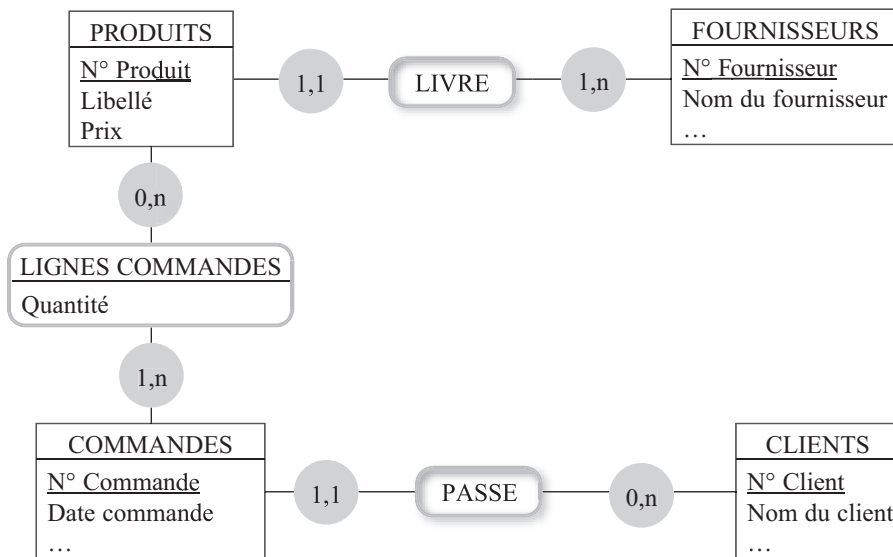 PRODUITS
N° Produit
Libellé
Prix
1,1
LIVRE
1,n
FOURNISSEURS
N° Fournisseur
Nom du fournisseur
…
0,n
LIGNES COMMANDES
Quantité
1,n
COMMANDES
N° Commande
Date commande
…
1,1
PASSE
0,n
CLIENTS
N° Client
Nom du client
…